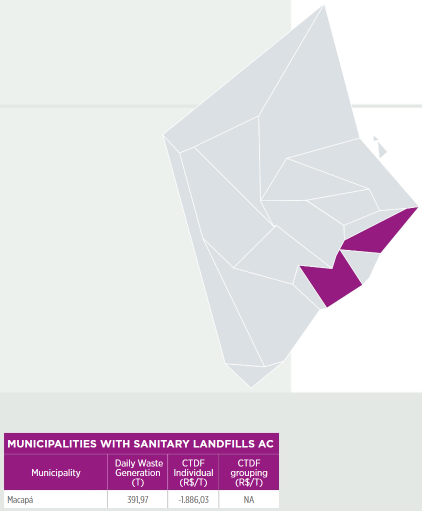 MUNICIPALITIES WITH SANITARY LANDFILLS AC
Municipality
Daily Waste
Generation
(T)
CTDF
Individual
(R$/T)
CTDF
grouping
(R$/T)
Macapá 391,97 -1.886,03 NA